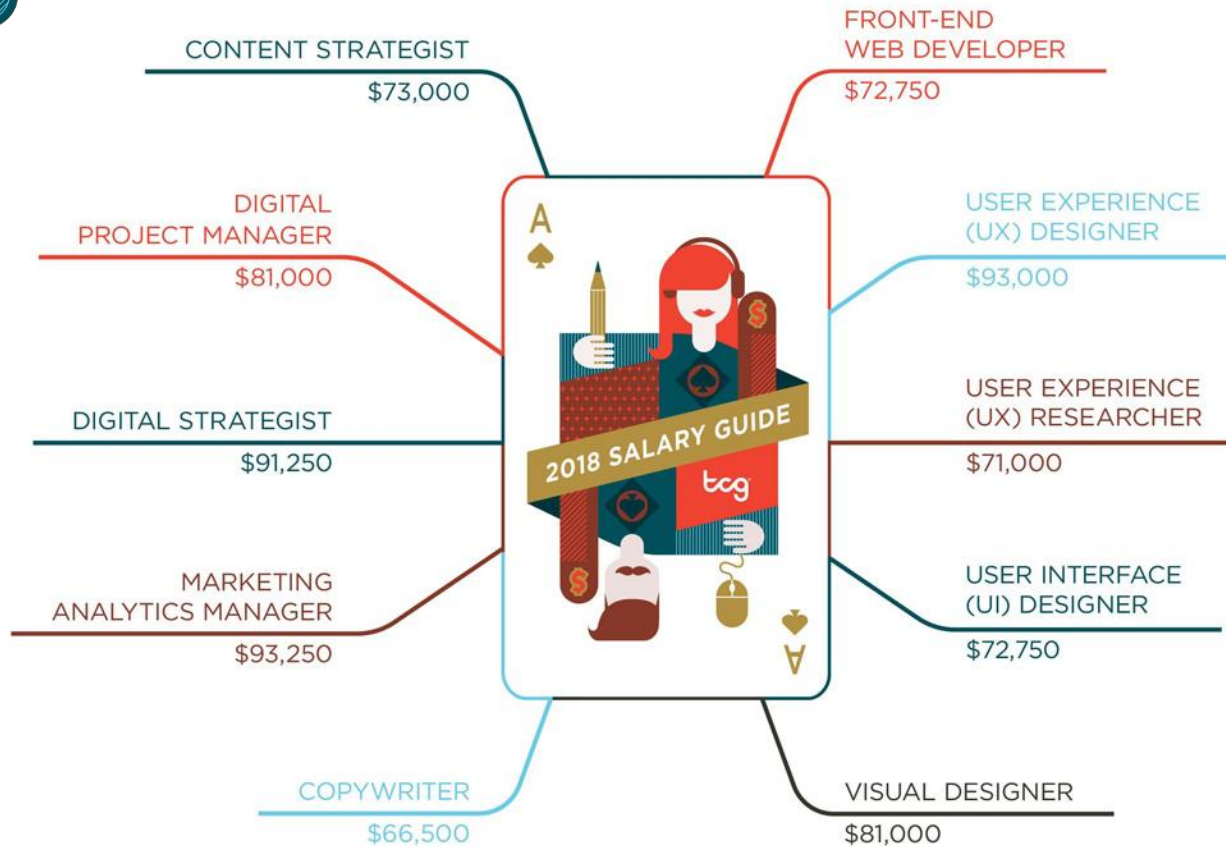 CONTENT STRATEGIST
$73,000
FRONT-END
WEB DEVELOPER
$72,750
DIGITAL
PROJECT MANAGER
$81,000
USER EXPERIENCE
(UX) DESIGNER
$93,000
DIGITAL STRATEGIST
$91,250
USER EXPERIENCE
(UX) RESEARCHER
$71,000
MARKETING
ANALYTICS MANAGER
$93,250
USER INTERFACE
(UI) DESIGNER
$72,750
COPYWRITER
$66,500
VISUAL DESIGNER
$81,000
A
$
2018 SALARY GUIDE
tcg
$
A